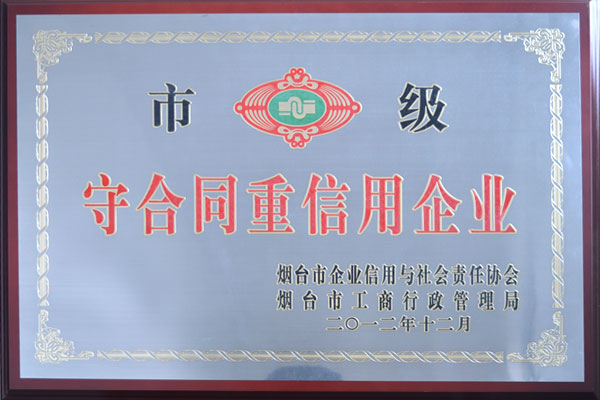 市 级
守合同重信用企业
烟台市企业信用与社会责任协会
烟台市工商行政管理局
二〇一二年十二月